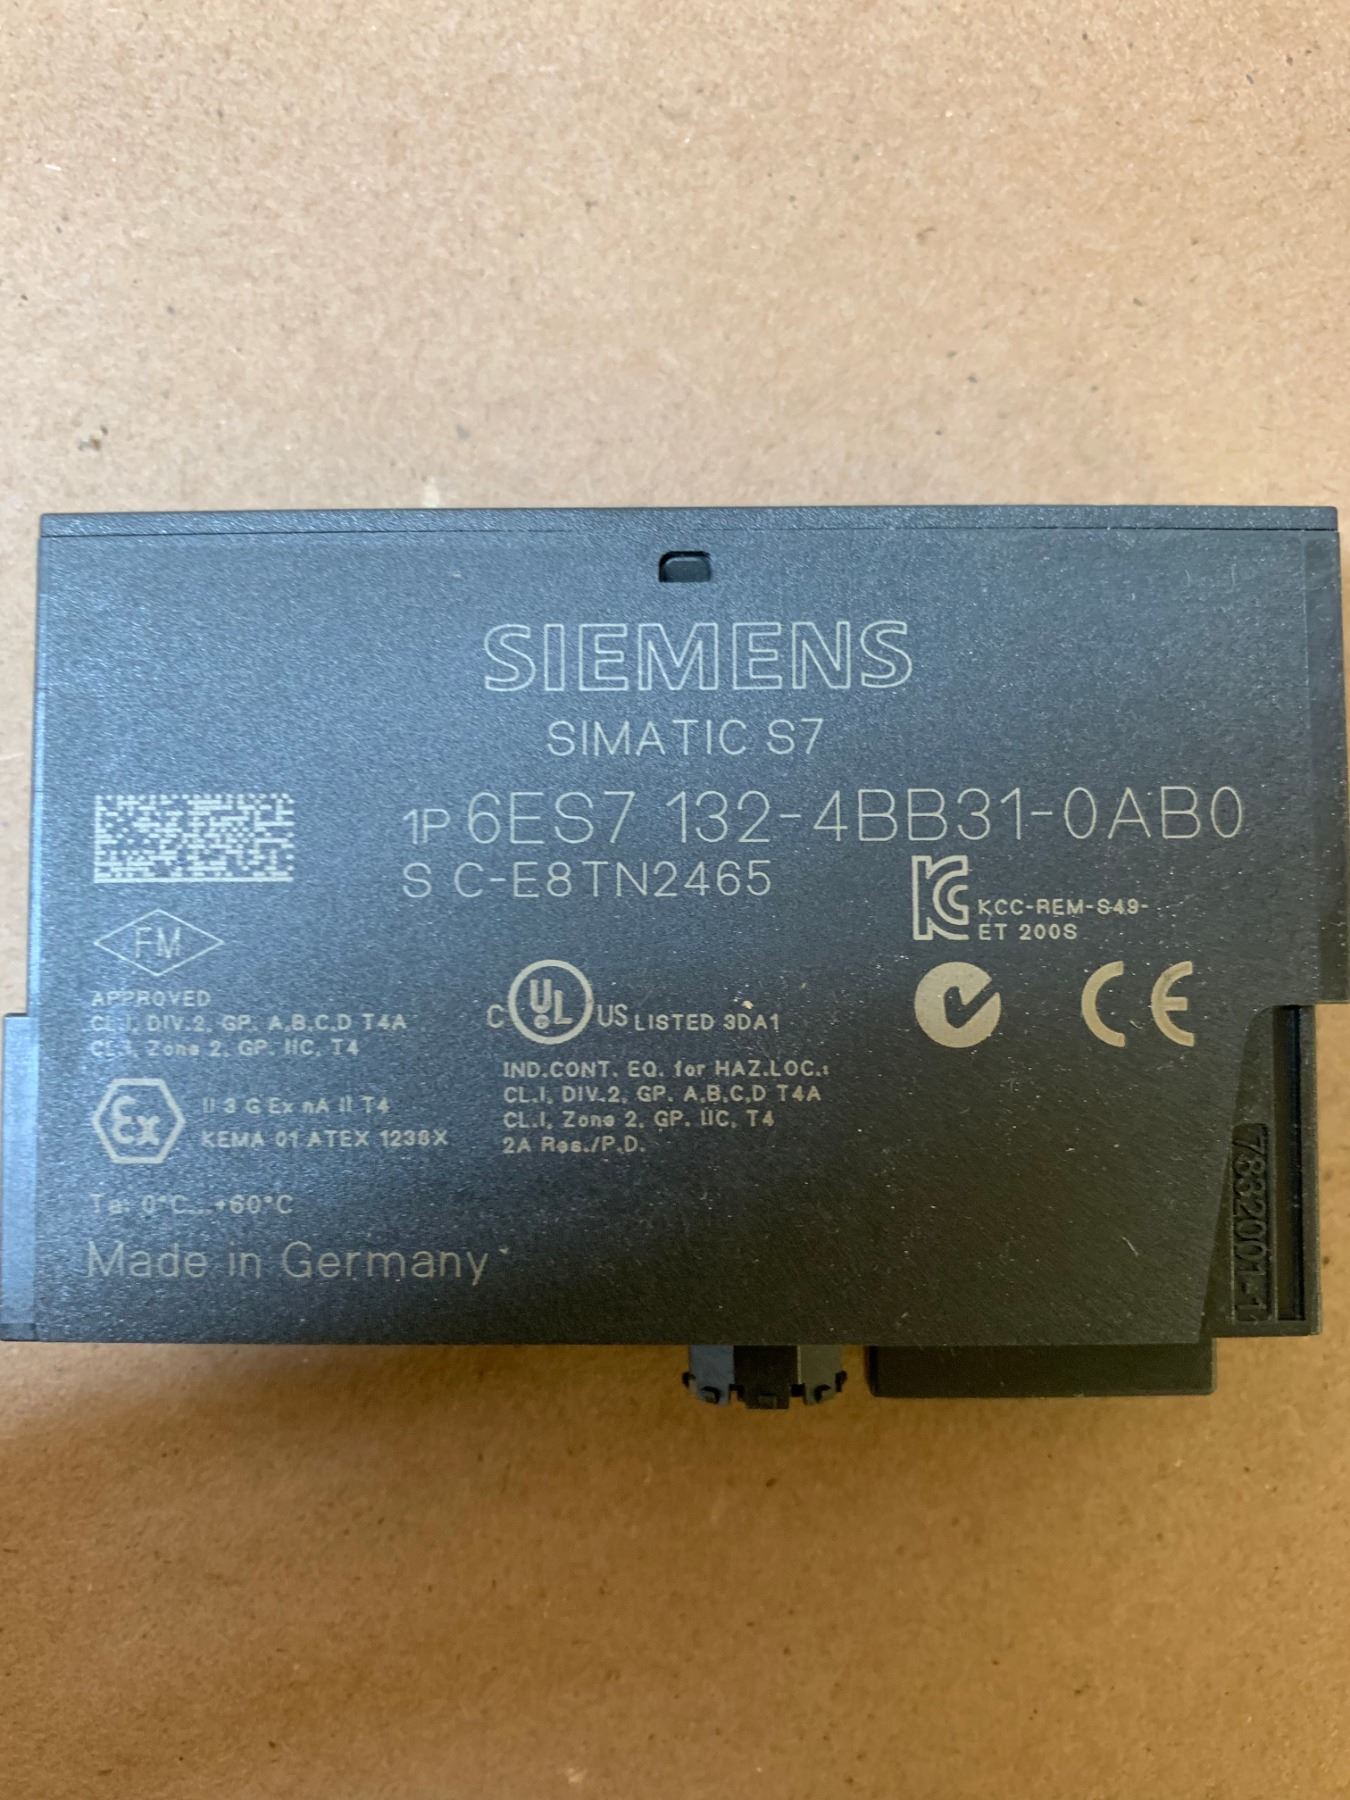 SIEMENS
SIMATIC S7
1P 6ES7 132-4BB31-0AB0
S C-E8TN2465
KCC-REM-S49-
ET 200S
FM
APPROVED
CL.I, DIV.2, GP. A,B,C,D T4A
CL.I, Zone 2, GP. IIC, T4
C UL US LISTED 3DA1
IND.CONT. EQ. for HAZ.LOC.:
CL.I, DIV.2, GP. A,B,C,D T4A
CL.I, Zone 2, GP. IIC, T4
2A Res./P.D.
CE
Ex
II 3 G Ex nA II T4
KEMA 01 ATEX 1238X
Ta: 0°C...+60°C
Made in Germany
7832001-1